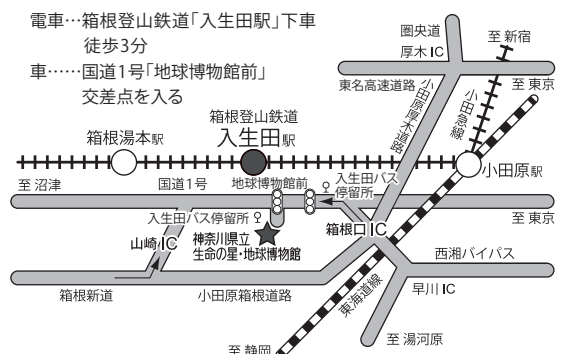 電車…箱根登山鉄道「入生田駅」下車
徒歩3分
車……国道1号「地球博物館前」
交差点を入る
圏央道
厚木IC
至 新宿
東名高速道路
至 東京
小田原厚木道路
小田急線
箱根登山鉄道
箱根湯本駅
入生田駅
小田原駅
至 沼津
国道1号
地球博物館前
入生田バス
停留所
入生田バス停留所
至 東京
山崎IC
神奈川県立
生命の星・地球博物館
箱根口IC
西湘バイパス
箱根新道
小田原箱根道路
東海道線
早川IC
至 湯河原
至 静岡